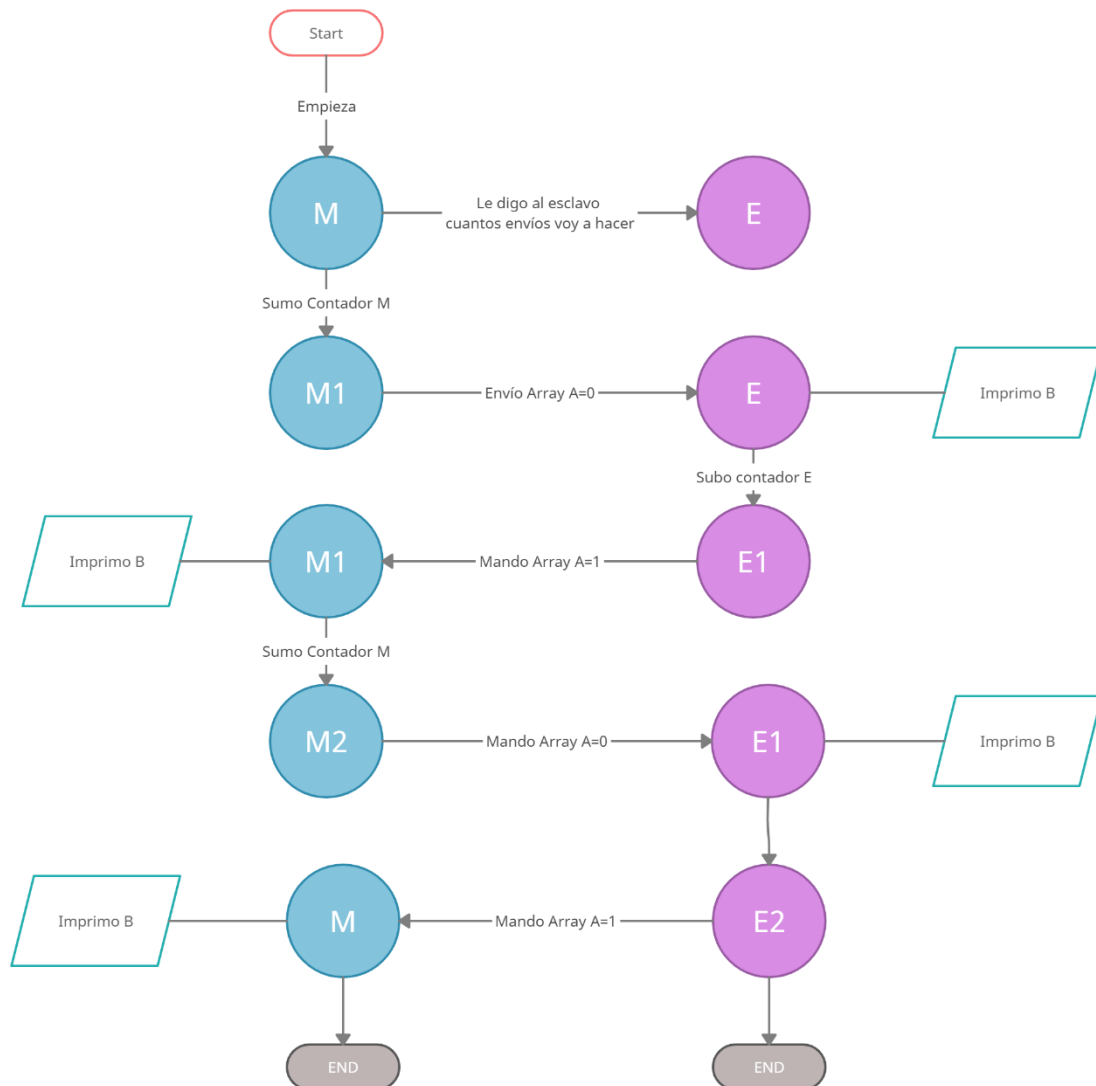 Start
Empieza
M
Le digo al esclavo
cuantos envíos voy a hacer
E
Sumo Contador M
M1
Envío Array A=0
E
Imprimo B
Subo contador E
Imprimo B
M1
Mando Array A=1
E1
Sumo Contador M
M2
Mando Array A=0
E1
Imprimo B
Imprimo B
M
Mando Array A=1
E2
END
END